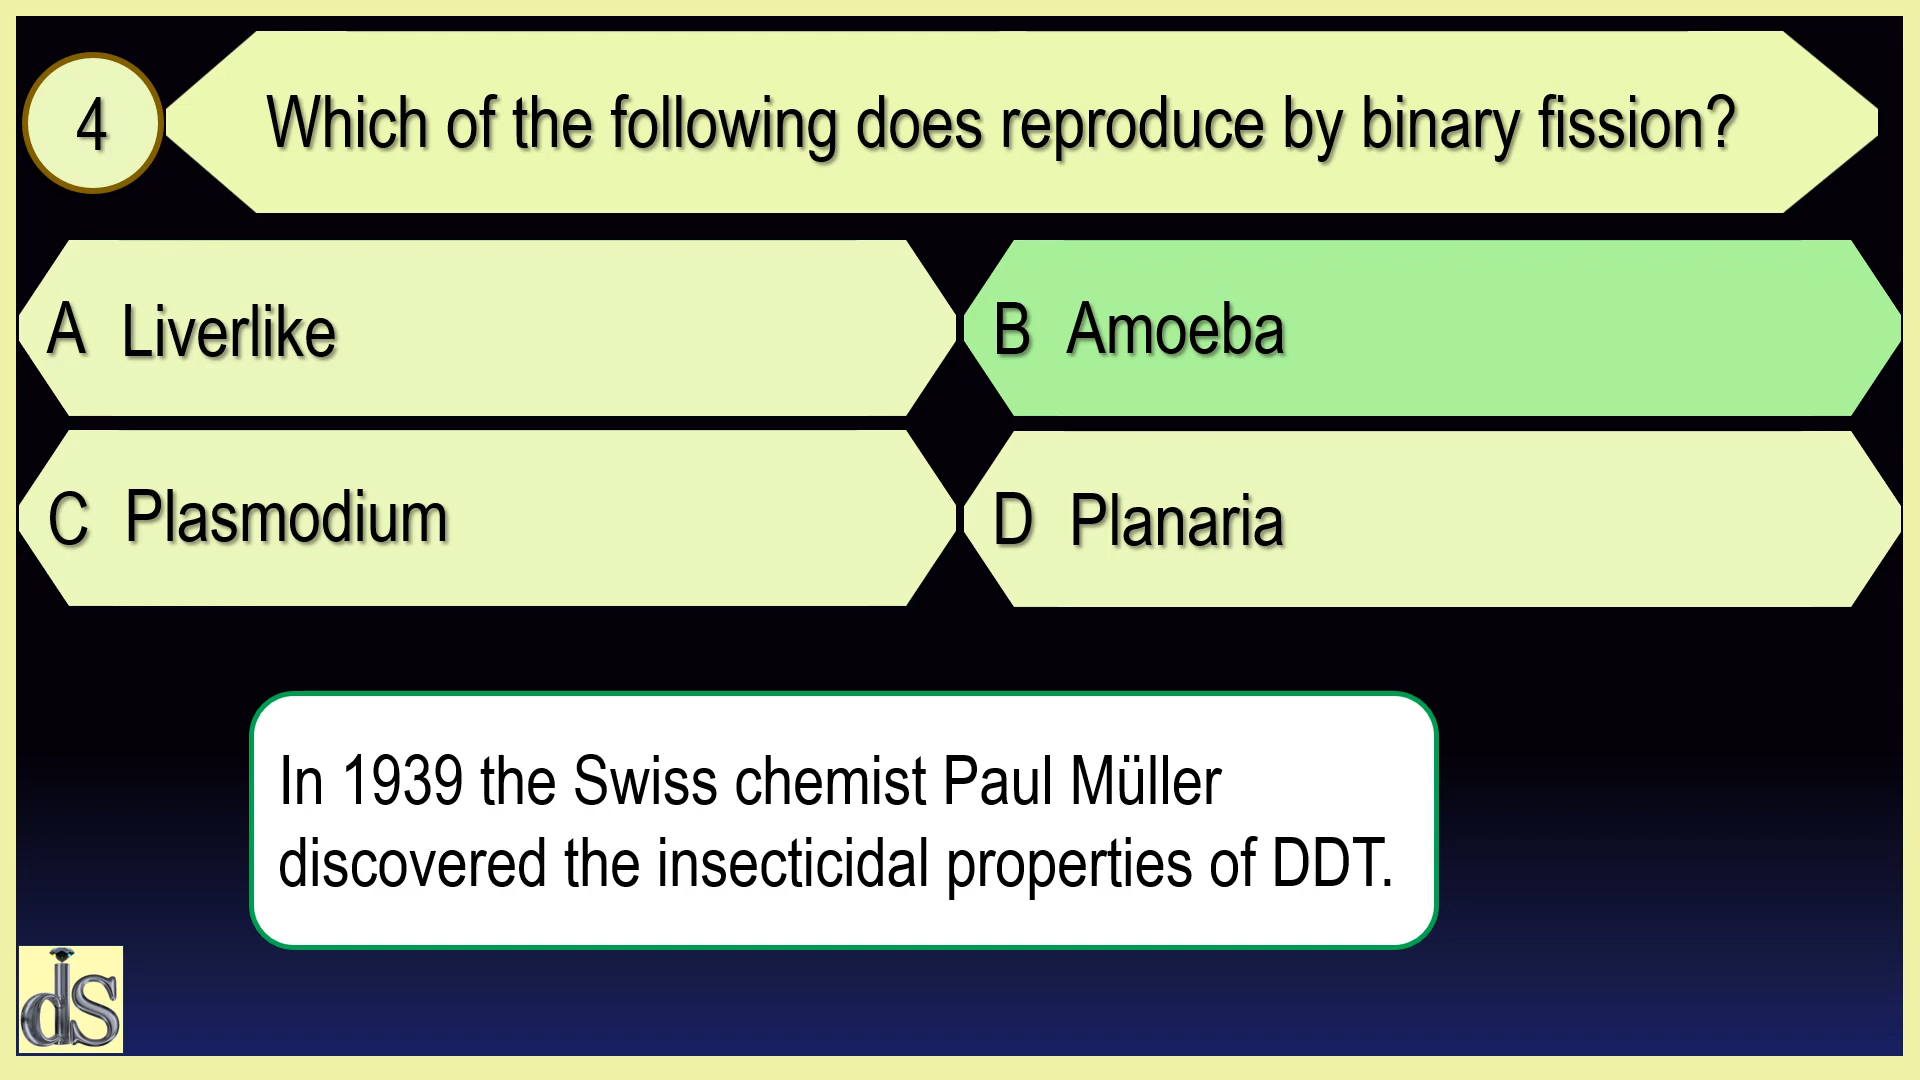 4
Which of the following does reproduce by binary fission?
A Liverlike
B Amoeba
C Plasmodium
D Planaria
In 1939 the Swiss chemist Paul Müller
discovered the insecticidal properties of DDT.
ds